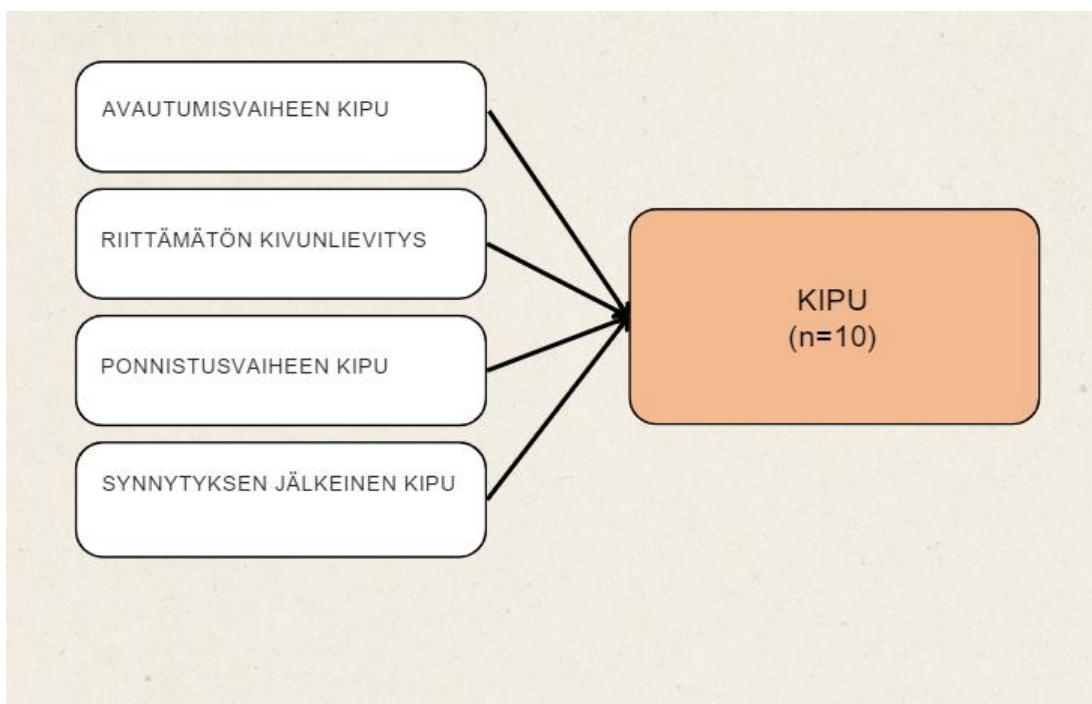 AVAUTUMISVAIHEEN KIPU
RIITTÄMÄTÖN KIVUNLIEVITYS
PONNISTUSVAIHEEN KIPU
SYNNYTYKSEN JÄLKEINEN KIPU
KIPU
(n=10)